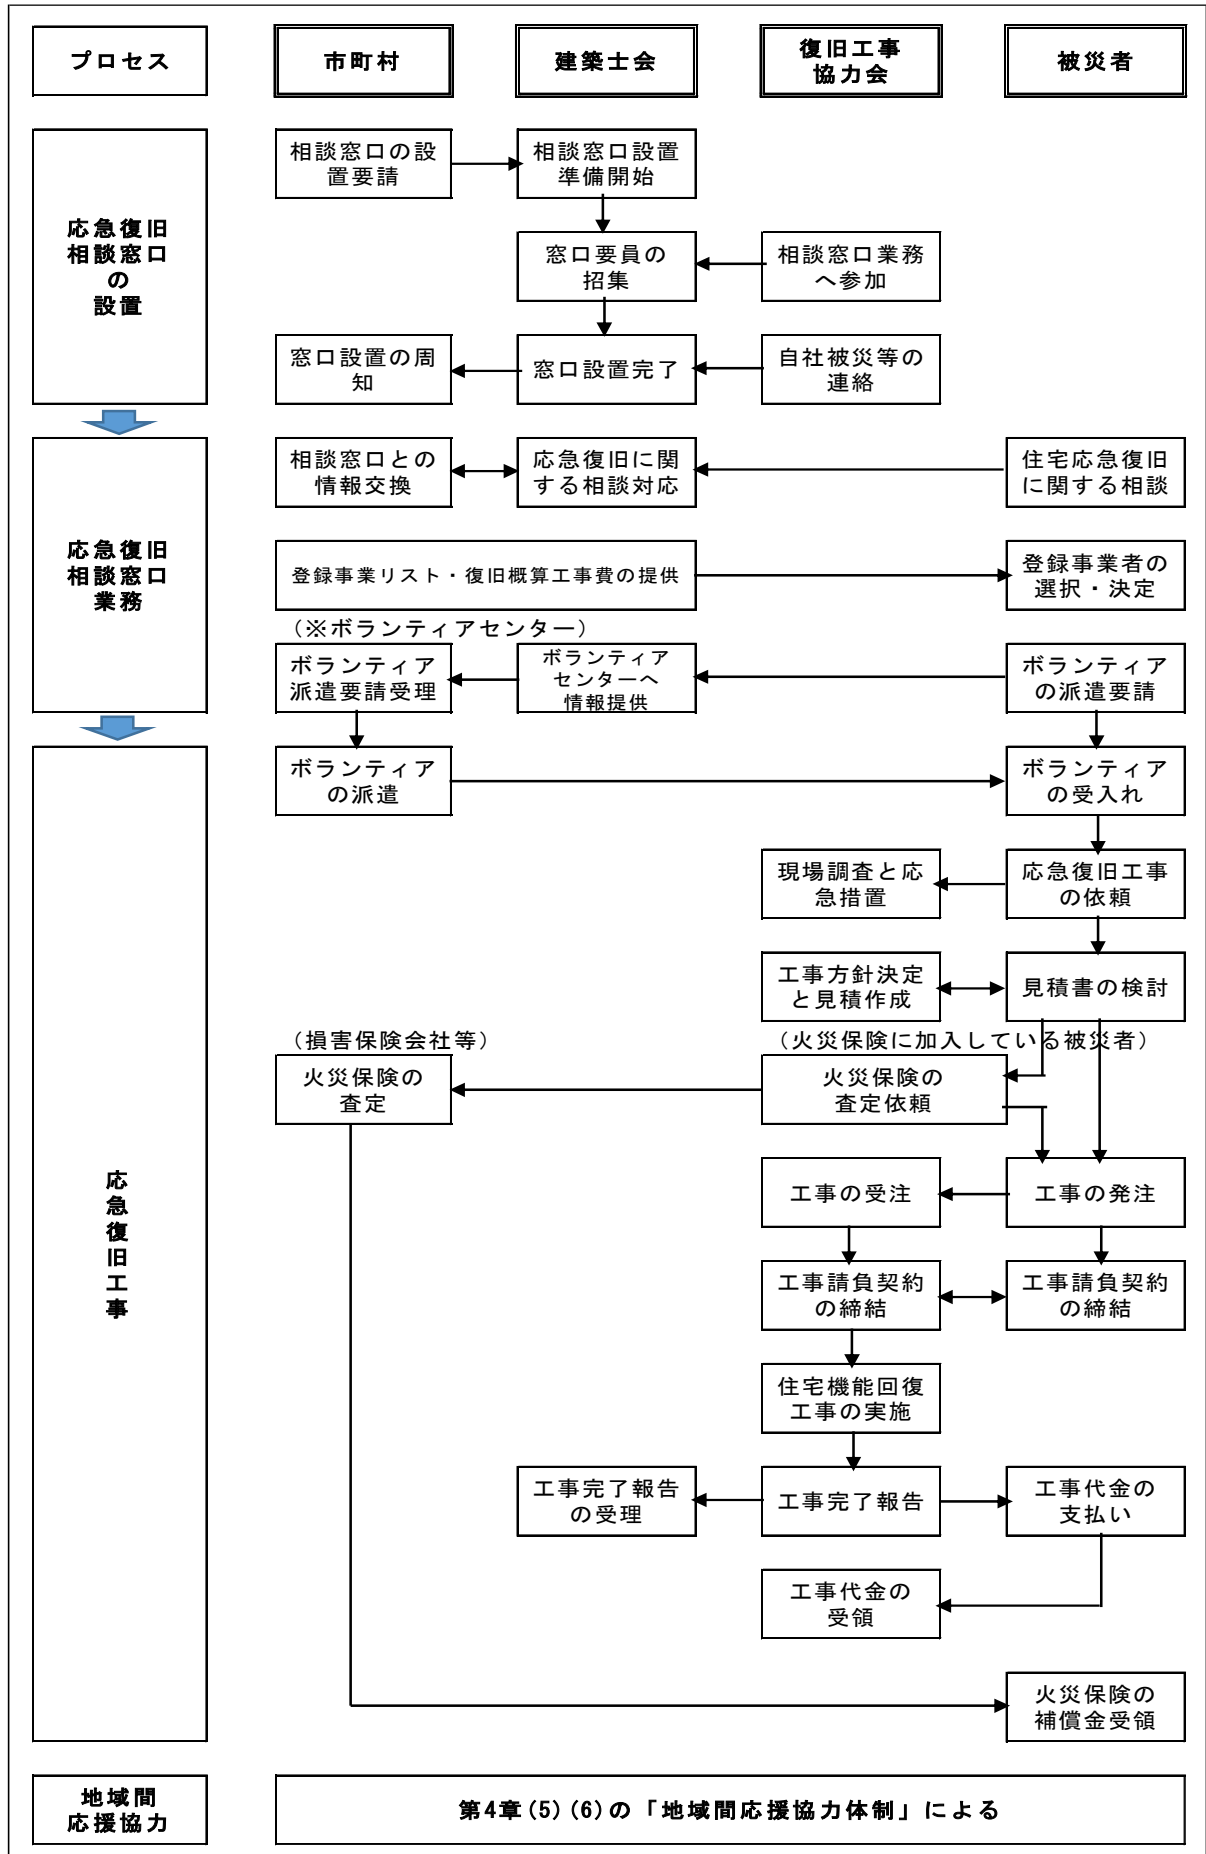 プロセス
市町村
建築士会
復旧工事
協力会
被災者
応急復旧
相談窓口
の
設置
相談窓口の設
置要請
相談窓口設置
準備開始
窓口要員の
招集
相談窓口業務
へ参加
窓口設置の周
知
窓口設置完了
自社被災等の
連絡
応急復旧
相談窓口
業務
相談窓口との
情報交換
応急復旧に関
する相談対応
住宅応急復旧
に関する相談
登録事業リスト・復旧概算工事費の提供
登録事業者の
選択・決定
（※ボランティアセンター）
ボランティア
派遣要請受理
ボランティア
センターへ
情報提供
ボランティア
の派遣要請
応急復旧工事
ボランティア
の派遣
ボランティア
の受入れ
現場調査と応
急措置
応急復旧工事
の依頼
工事方針決定
と見積作成
見積書の検討
（損害保険会社等）
（火災保険に加入している被災者）
火災保険の
査定
火災保険の
査定依頼
工事の受注
工事の発注
工事請負契約
の締結
工事請負契約
の締結
住宅機能回復
工事の実施
工事完了報告
の受理
工事完了報告
工事代金の
支払い
工事代金の
受領
火災保険の
補償金受領
地域間
応援協力
第4章(5)(6)の「地域間応援協力体制」による